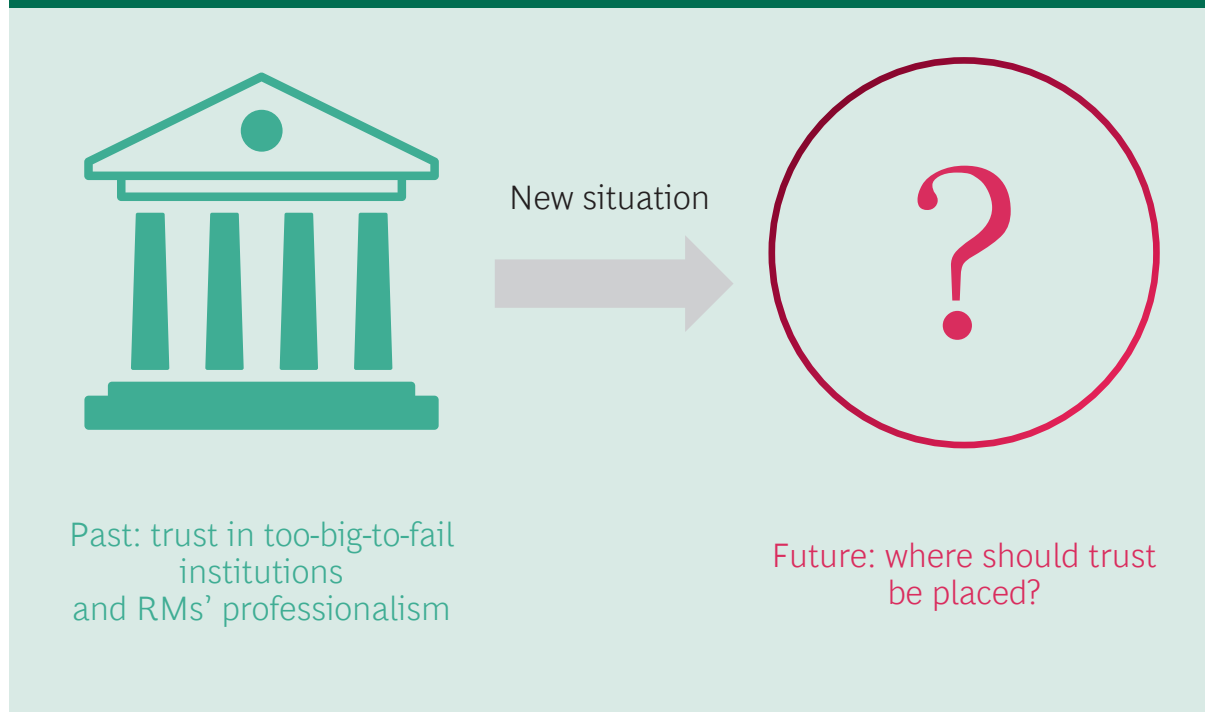 New situation
?
Past: trust in too-big-to-fail
institutions
and RMs’ professionalism
Future: where should trust
be placed?